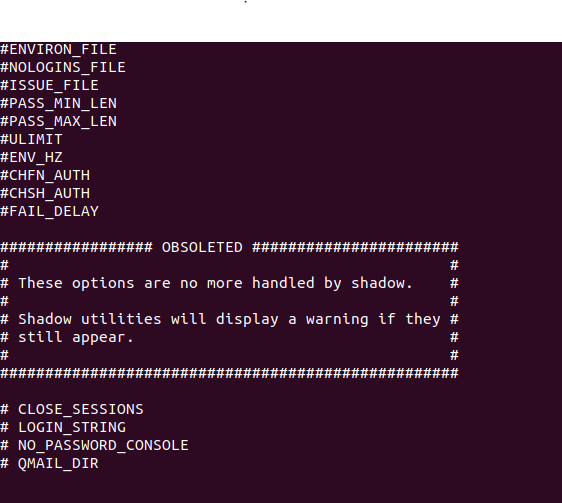 #ENVIRON_FILE
#NOLOGINS_FILE
#ISSUE_FILE
#PASS_MIN_LEN
#PASS_MAX_LEN
#ULIMIT
#ENV_HZ
#CHFN_AUTH
#CHSH_AUTH
#FAIL_DELAY
################# OBSOLETED #######################
#                                                 #
# These options are no more handled by shadow.    #
#                                                 #
# Shadow utilities will display a warning if they #
# still appear.                                   #
#                                                 #
###################################################
# CLOSE_SESSIONS
# LOGIN_STRING
# NO_PASSWORD_CONSOLE
# QMAIL_DIR